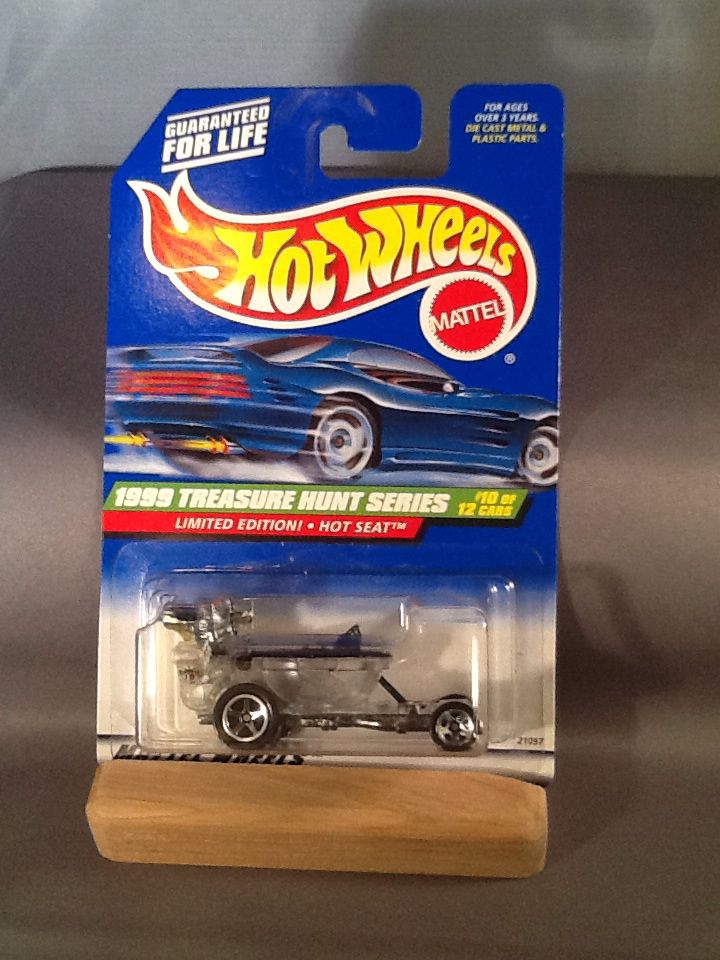 GUARANTEED
FOR LIFE
FOR AGES
OVER 3 YEARS.
DIE CAST METAL &
PLASTIC PARTS.
HOT WHEELS
MATTEL
®
1999 TREASURE HUNT SERIES
#10 OF
12 CARS
LIMITED EDITION! • HOT SEAT™
21097